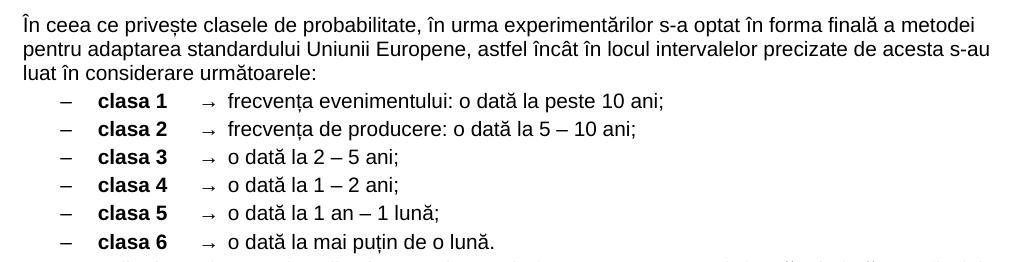 În ceea ce privește clasele de probabilitate, în urma experimentărilor s-a optat în forma finală a metodei
pentru adaptarea standardului Uniunii Europene, astfel încât în locul intervalelor precizate de acesta s-au
luat în considerare următoarele:
– clasa 1 → frecvența evenimentului: o dată la peste 10 ani;
– clasa 2 → frecvența de producere: o dată la 5 – 10 ani;
– clasa 3 → o dată la 2 – 5 ani;
– clasa 4 → o dată la 1 – 2 ani;
– clasa 5 → o dată la 1 an – 1 lună;
– clasa 6 → o dată la mai puțin de o lună.